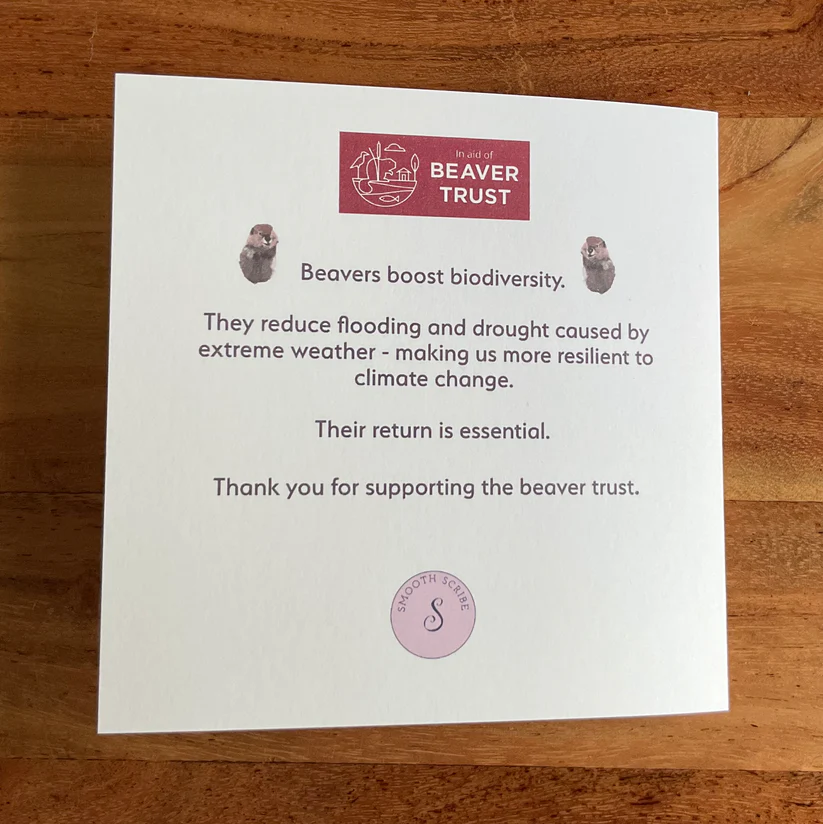 In aid of
BEAVER
TRUST
Beavers boost biodiversity.
They reduce flooding and drought caused by
extreme weather - making us more resilient to
climate change.
Their return is essential.
Thank you for supporting the beaver trust.
SMOOTH SCRIBE
S